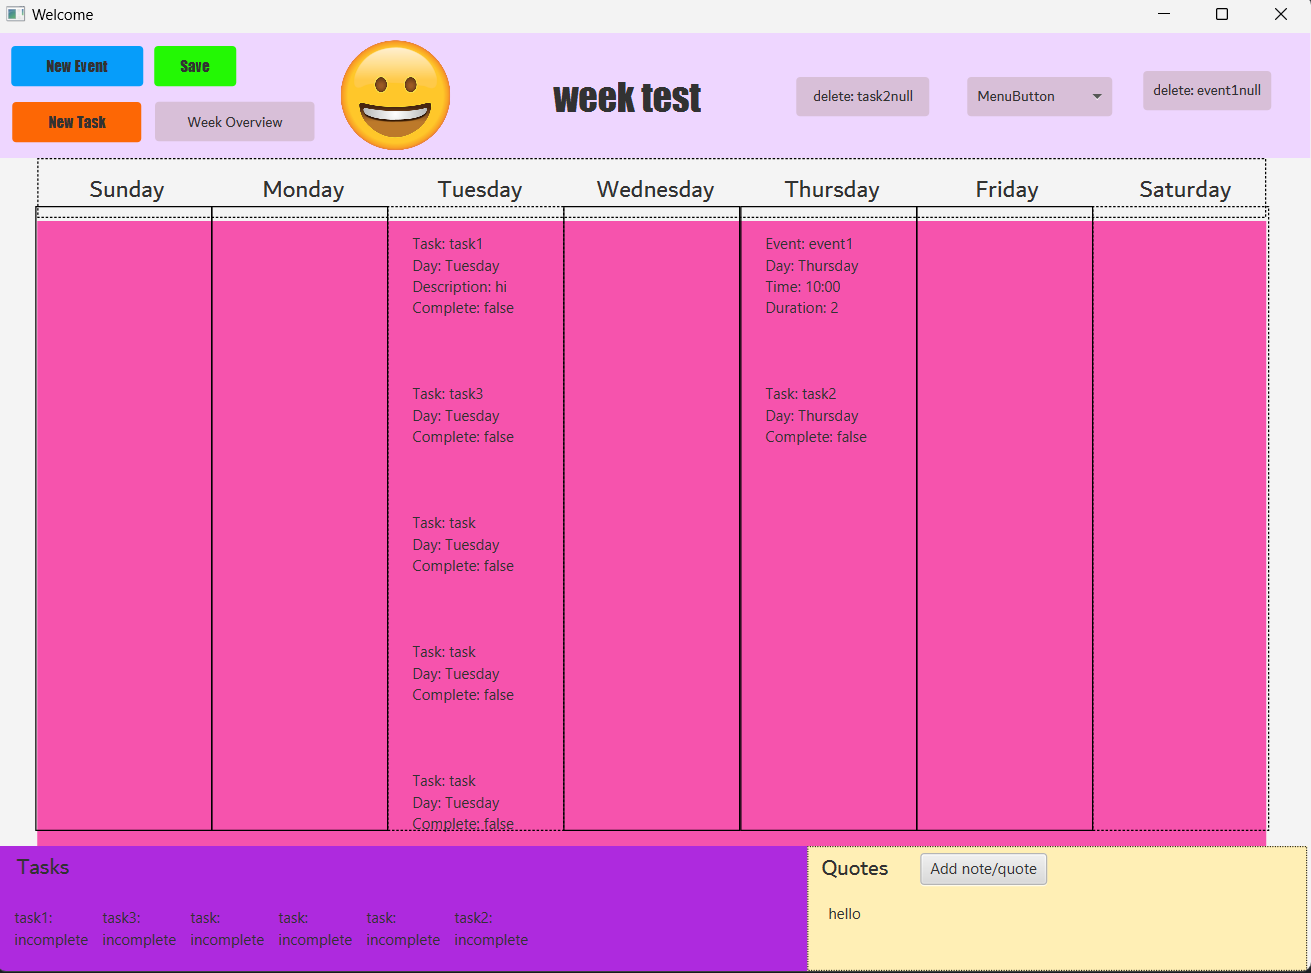 Welcome
New Event
Save
New Task
Week Overview
week test
delete: task2null
MenuButton
delete: event1null
Sunday
Monday
Tuesday
Wednesday
Thursday
Friday
Saturday
Task: task1
Day: Tuesday
Description: hi
Complete: false
Task: task3
Day: Tuesday
Complete: false
Task: task
Day: Tuesday
Complete: false
Task: task
Day: Tuesday
Complete: false
Task: task
Day: Tuesday
Complete: false
Event: event1
Day: Thursday
Time: 10:00
Duration: 2
Task: task2
Day: Thursday
Complete: false
Tasks
task1:
incomplete
task3:
incomplete
task:
incomplete
task:
incomplete
task:
incomplete
task2:
incomplete
Quotes
Add note/quote
hello